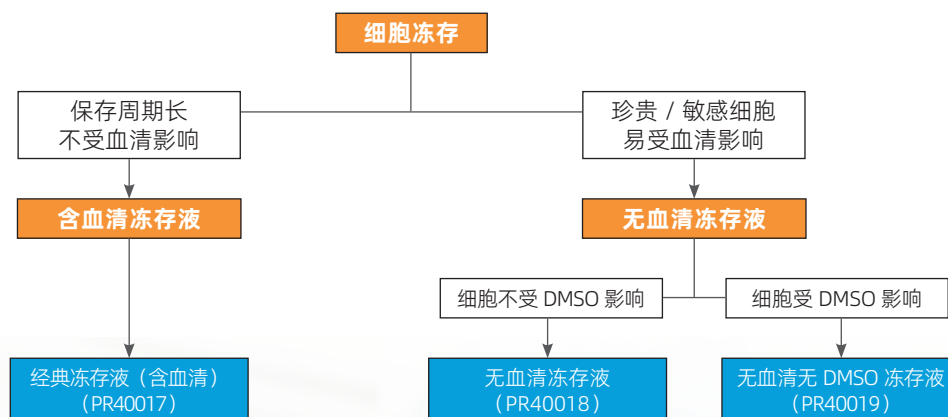 细胞冻存
保存周期长
不受血清影响
珍贵 / 敏感细胞
易受血清影响
含血清冻存液
无血清冻存液
细胞不受 DMSO 影响
细胞受 DMSO 影响
经典冻存液（含血清）
（PR40017）
无血清冻存液
（PR40018）
无血清无 DMSO 冻存液
（PR40019）